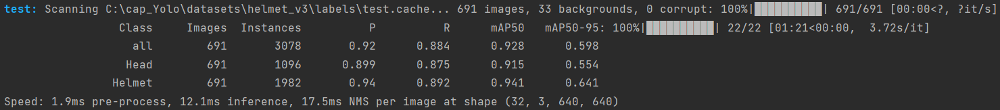 test: Scanning C:\cap_Yolo\datasets\helmet_v3\labels\test.cache... 691 images, 33 backgrounds, 0 corrupt: 100%|██████████| 691/691 [00:00<?, ?it/s]
Class Images Instances P R mAP50 mAP50-95: 100%|██████████| 22/22 [01:21<00:00, 3.72s/it]
all 691 3078 0.92 0.884 0.928 0.598
Head 691 1096 0.899 0.875 0.915 0.554
Helmet 691 1982 0.94 0.892 0.941 0.641
Speed: 1.9ms pre-process, 12.1ms inference, 17.5ms NMS per image at shape (32, 3, 640, 640)